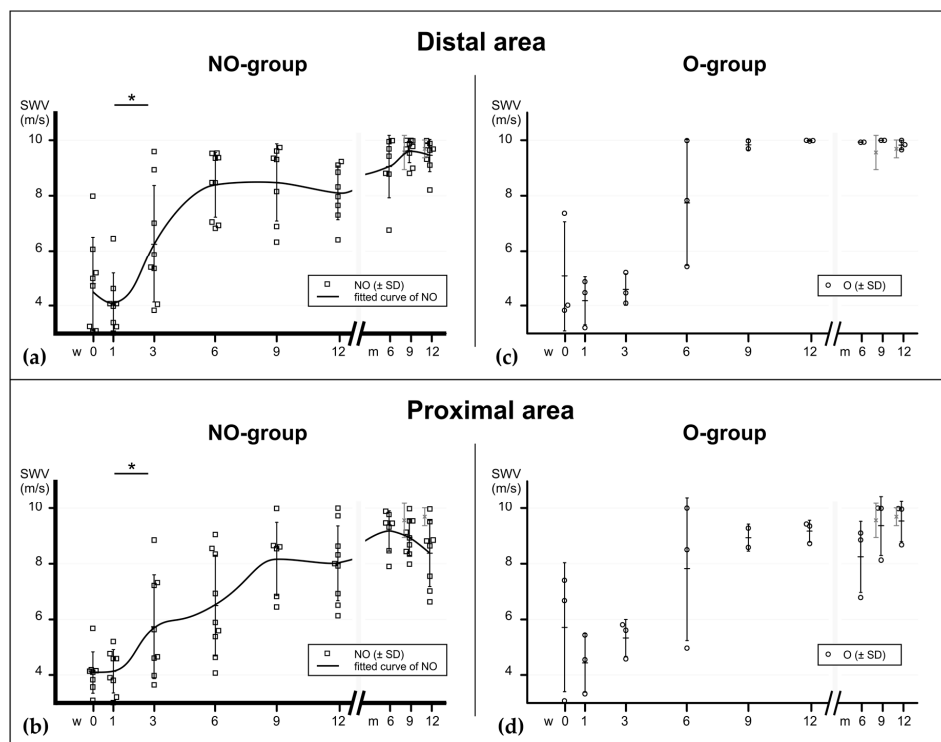 Distal area
NO-group
O-group
SWV
(m/s)
*
10
8
6
4
NO (± SD)
fitted curve of NO
(a)
w 0 1 3 6 9 12 m 6 9 12
SWV
(m/s)
10
8
6
4
O (± SD)
(c)
w 0 1 3 6 9 12 m 6 9 12
Proximal area
NO-group
O-group
SWV
(m/s)
*
10
8
6
4
NO (± SD)
fitted curve of NO
(b)
w 0 1 3 6 9 12 m 6 9 12
SWV
(m/s)
10
8
6
4
O (± SD)
(d)
w 0 1 3 6 9 12 m 6 9 12